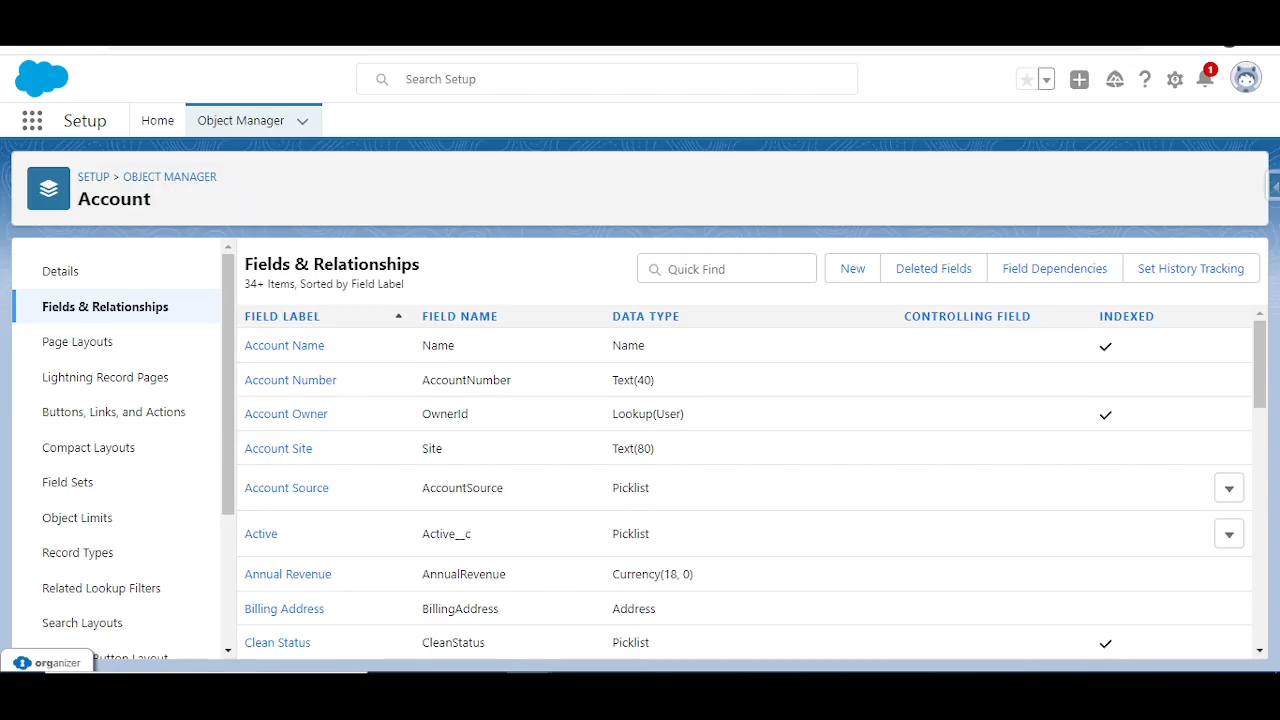 Search Setup
1
Setup
Home
Object Manager
SETUP > OBJECT MANAGER
Account
Details
Fields & Relationships
Page Layouts
Lightning Record Pages
Buttons, Links, and Actions
Compact Layouts
Field Sets
Object Limits
Record Types
Related Lookup Filters
Search Layouts
Button Layout
organizer
Fields & Relationships
34+ Items, Sorted by Field Label
Quick Find
New
Deleted Fields
Field Dependencies
Set History Tracking
FIELD LABEL FIELD NAME DATA TYPE CONTROLLING FIELD INDEXED
Account Name Name Name
Account Number AccountNumber Text(40)
Account Owner OwnerId Lookup(User)
Account Site Site Text(80)
Account Source AccountSource Picklist
Active Active__c Picklist
Annual Revenue AnnualRevenue Currency(18, 0)
Billing Address BillingAddress Address
Clean Status CleanStatus Picklist